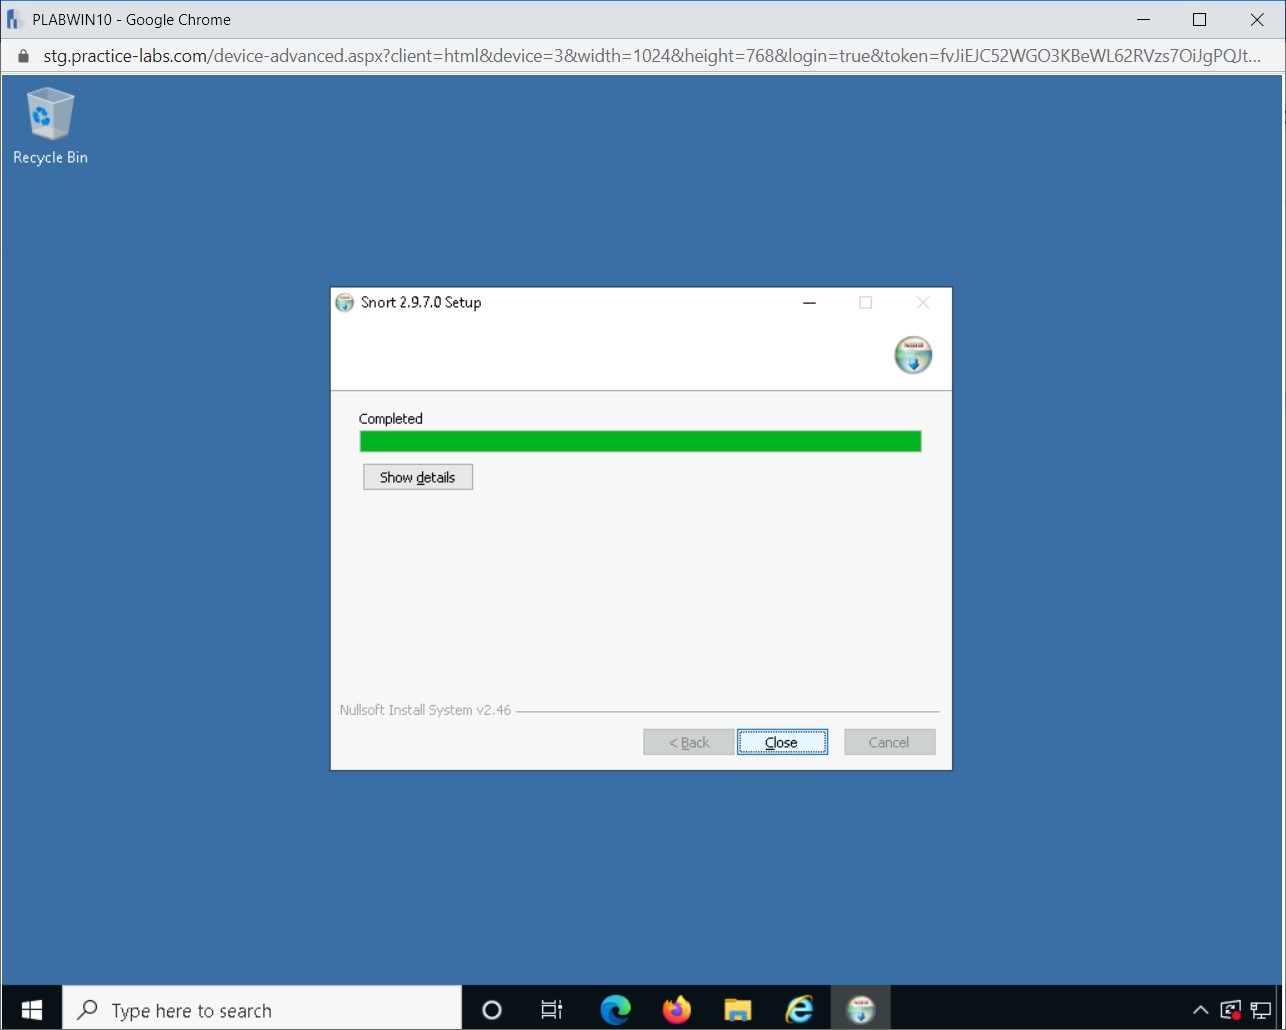 PLABWIN10 - Google Chrome
stg.practice-labs.com/device-advanced.aspx?client=html&device=3&width=1024&height=768&login=true&token=fvJiEJC52WGO3KBeWL62RVzs7OiJgPQJt...
Recycle Bin
Snort 2.9.7.0 Setup
Completed
Show details
Nullsoft Install System v2.46
< Back
Close
Cancel
Type here to search